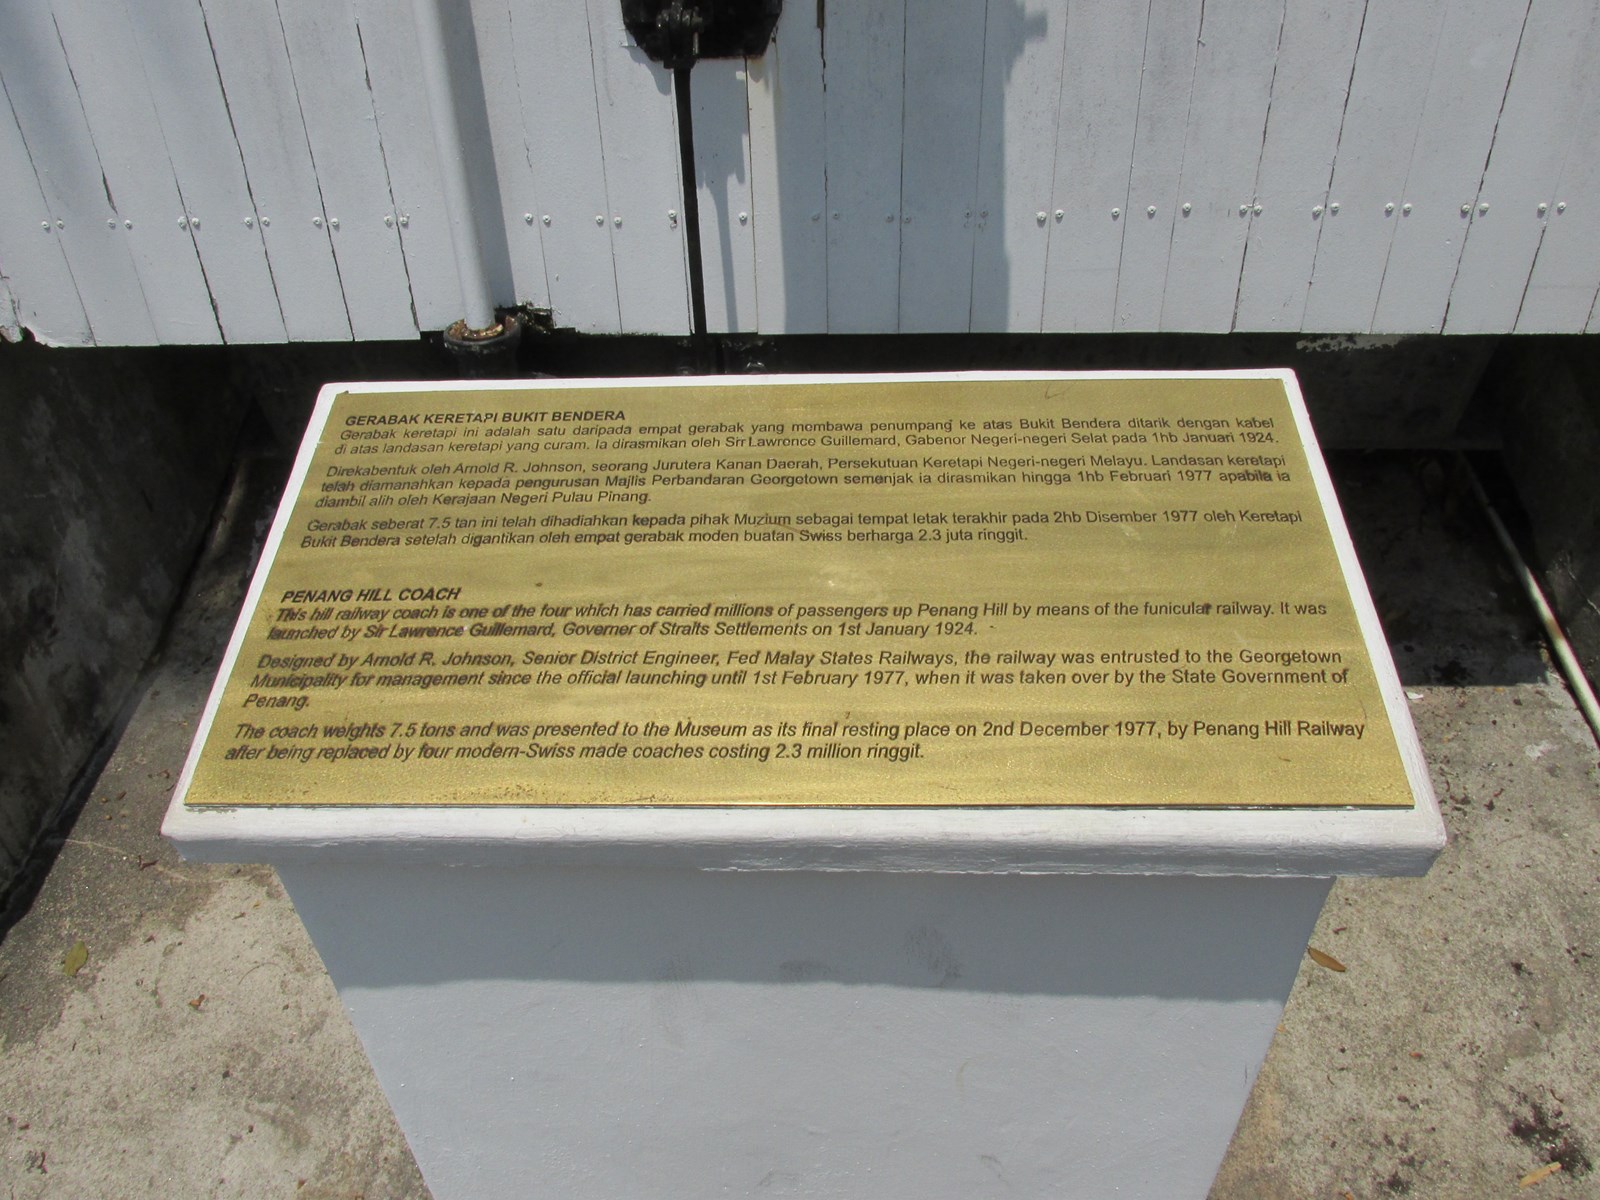 GERABAK KERETAPI BUKIT BENDERA
Gerabak keretapi ini adalah satu daripada empat gerabak yang mombawa penumpang ke atas Bukit Bendera ditarik dengan kabel
di atas landasan keretapi yang curam. Ia dirasmikan oleh Sir Lawronce Guillemard, Gabenor Negeri-negeri Selat pada 1hb Januari 1924.
Direkabentuk oleh Arnold R. Johnson, seorang Jurutera Kanan Daerah, Persekutuan Keretapi Negeri-negeri Melayu. Landasan keretapi
telah diamanahkan kepada pengurusan Majlis Perbandaran Georgetown semenjak ia dirasmikan hingga 1hb Februari 1977 apabila ia
diambil alih oleh Kerajaan Negeri Pulau Pinang.
Gerabak seberat 7.5 tan ini telah dihadiahkan kepada pihak Muzium sebagai tempat letak terakhir pada 2hb Disember 1977 oleh Keretapi
Bukit Bendera setelah digantikan oleh empat gerabak moden buatan Swiss berharga 2.3 juta ringgit.
PENANG HILL COACH
This hill railway coach is one of the four which has carried millions of passengers up Penang Hill by means of the funicular railway. It was
launched by Sir Lawrence Guillemard, Governer of Straits Settlements on 1st January 1924.
Designed by Arnold R. Johnson, Senior District Engineer, Fed Malay States Railways, the railway was entrusted to the Georgetown
Municipality for management since the official launching until 1st February 1977, when it was taken over by the State Government of
Penang.
The coach weights 7.5 tons and was presented to the Museum as its final resting place on 2nd December 1977, by Penang Hill Railway
after being replaced by four modern-Swiss made coaches costing 2.3 million ringgit.